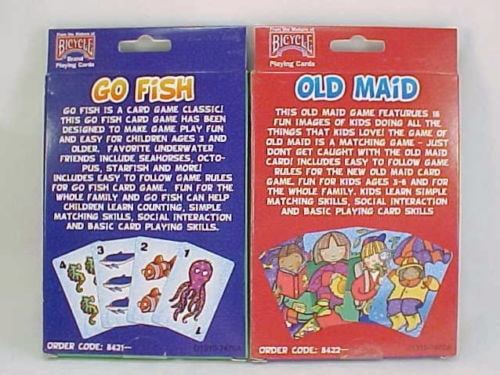 From the Makers of
BICYCLE
Brand
Playing Cards
GO FISH
GO FISH IS A CARD GAME CLASSIC!
THIS GO FISH CARD GAME HAS BEEN
DESIGNED TO MAKE GAME PLAY FUN
AND EASY FOR CHILDREN AGES 3 AND
OLDER. FAVORITE UNDERWATER
FRIENDS INCLUDE SEAHORSES, OCTO-
PUS, STARFISH AND MORE!
INCLUDES EASY TO FOLLOW GAME RULES
FOR GO FISH CARD GAME. FUN FOR THE
WHOLE FAMILY AND GO FISH CAN HELP
CHILDREN LEARN COUNTING, SIMPLE
MATCHING SKILLS, SOCIAL INTERACTION
AND BASIC CARD PLAYING SKILLS.
4
3
2
1
1
ORDER CODE: 8421
From the Makers of
BICYCLE
Playing Cards
OLD MAID
THIS OLD MAID GAME FEATURUES 18
FUN IMAGES OF KIDS DOING ALL THE
THINGS THAT KIDS LOVE! THE GAME OF
OLD MAID IS A MATCHING GAME - JUST
DONT GET CAUGHT WITH THE OLD MAID
CARD! INCLUDES EASY TO FOLLOW GAME
RULES FOR THE NEW OLD MAID CARD
GAME. FUN FOR KIDS AGES 3-6 AND FOR
THE WHOLE FAMILY. KIDS LEARN SIMPLE
MATCHING SKILLS, SOCIAL INTERACTION
AND BASIC PLAYING CARD SKILLS
ORDER CODE: 8422